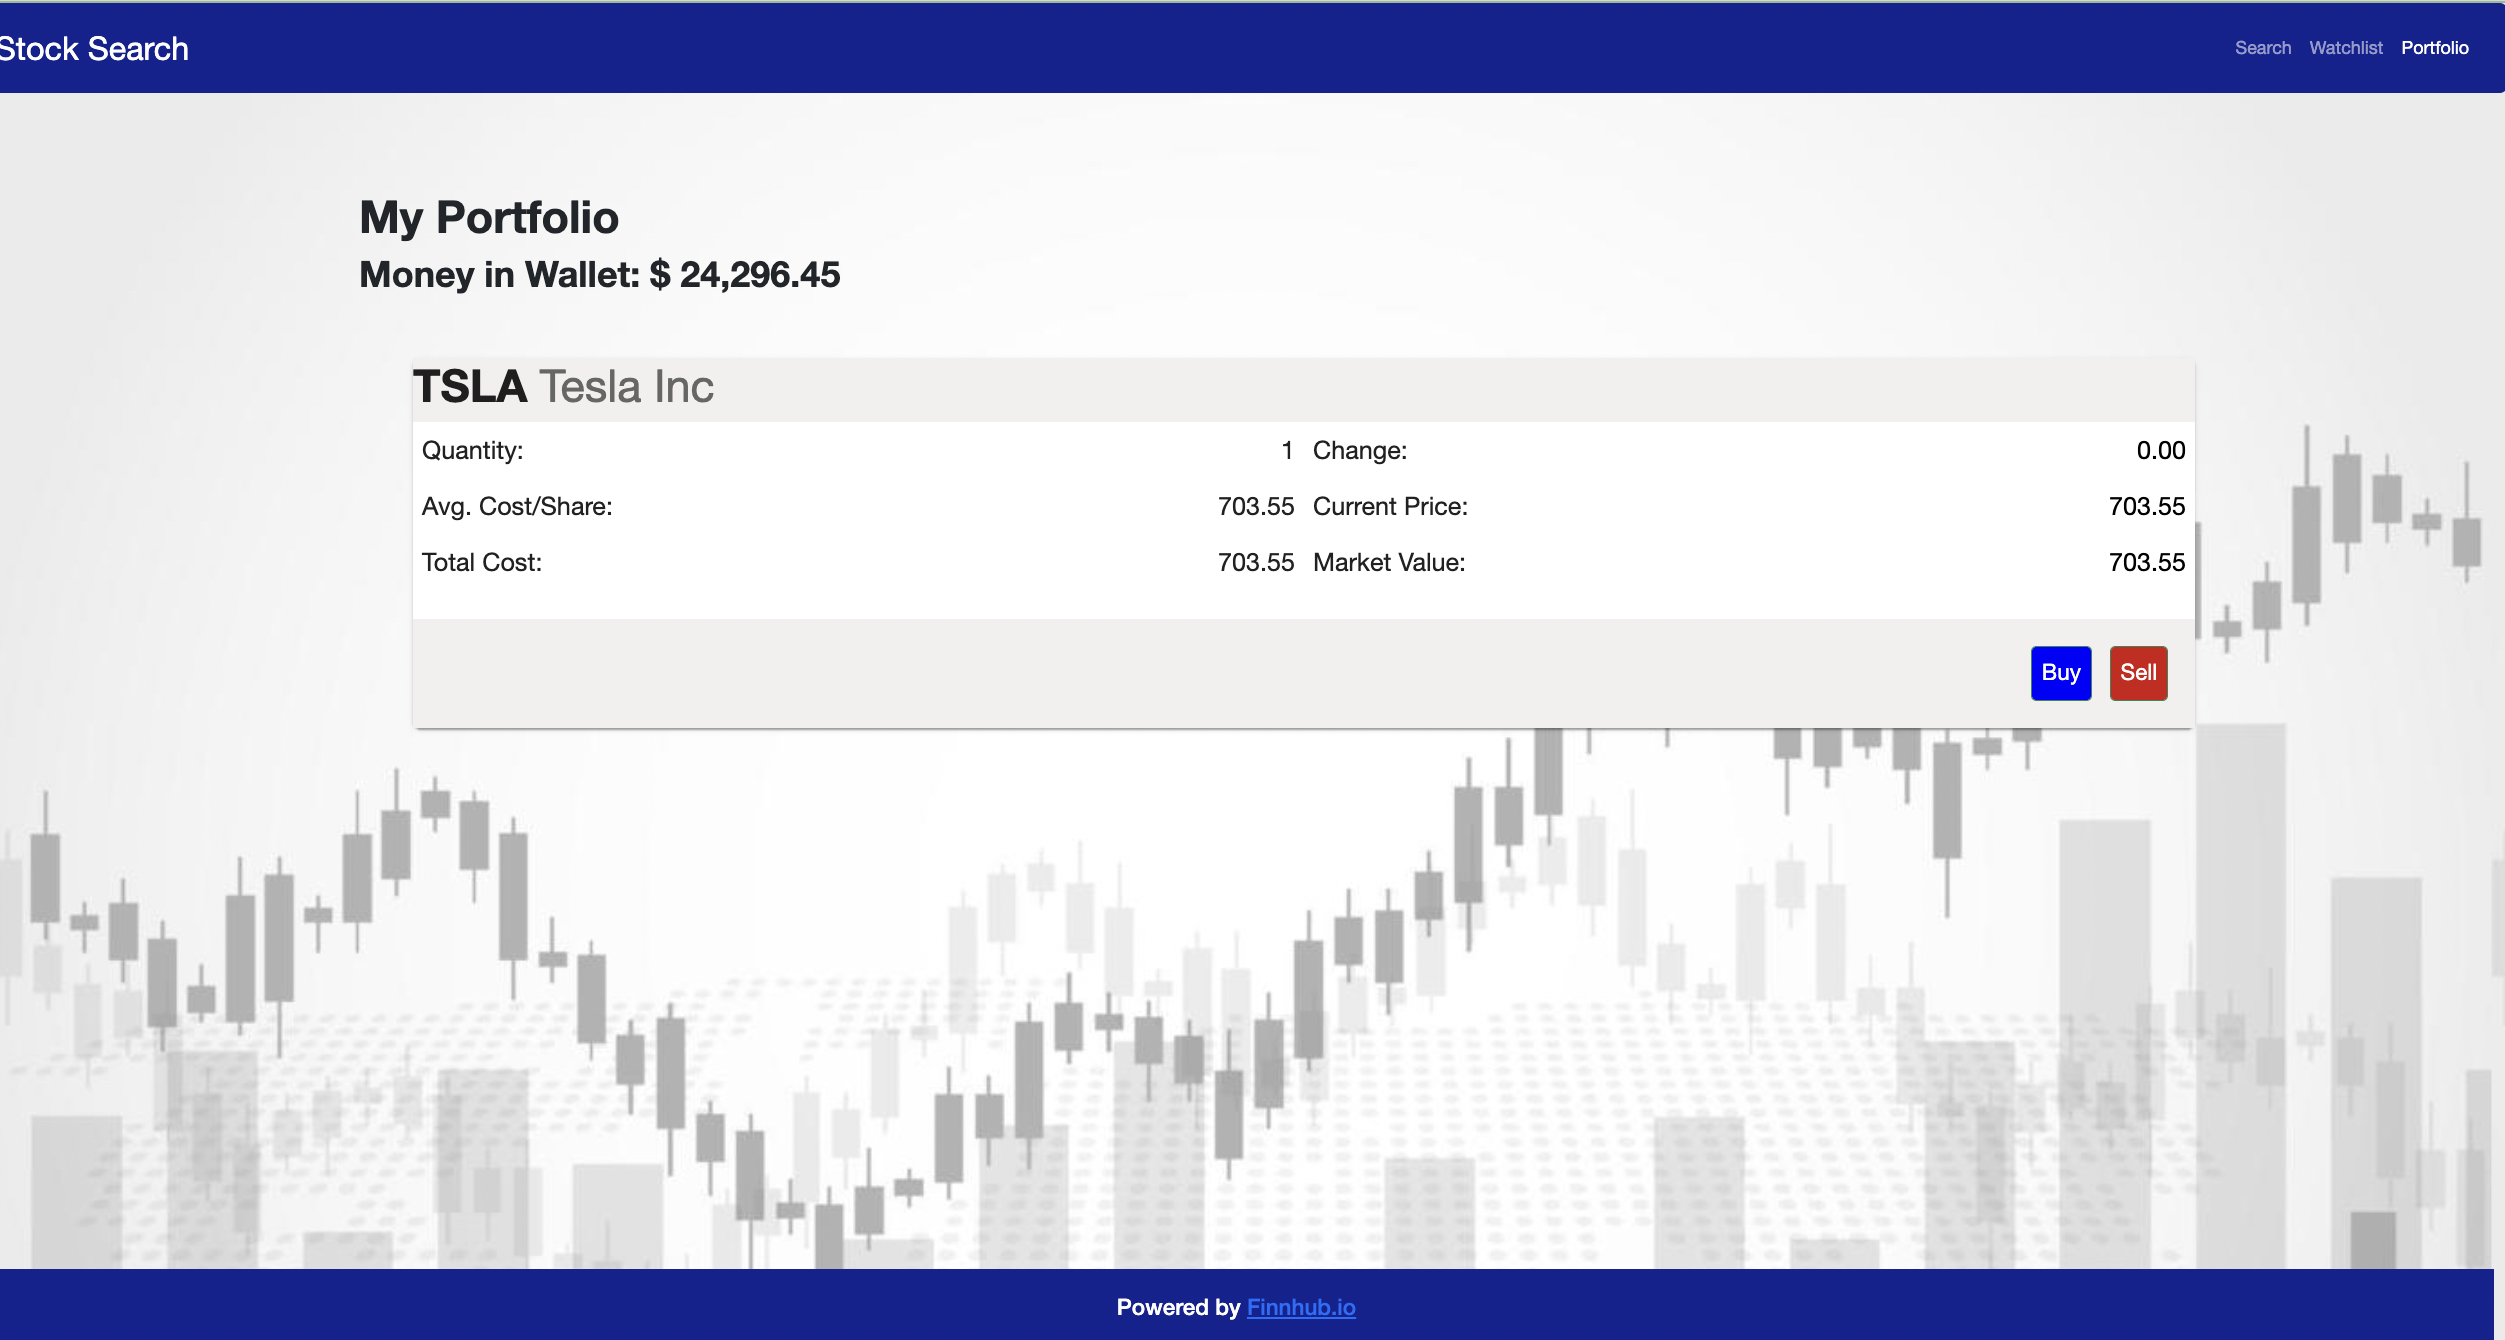 Stock Search
Search Watchlist Portfolio
My Portfolio
Money in Wallet: $ 24,296.45
TSLA Tesla Inc
Quantity: 1 Change: 0.00
Avg. Cost/Share: 703.55 Current Price: 703.55
Total Cost: 703.55 Market Value: 703.55
Buy Sell
Powered by Finnhub.io